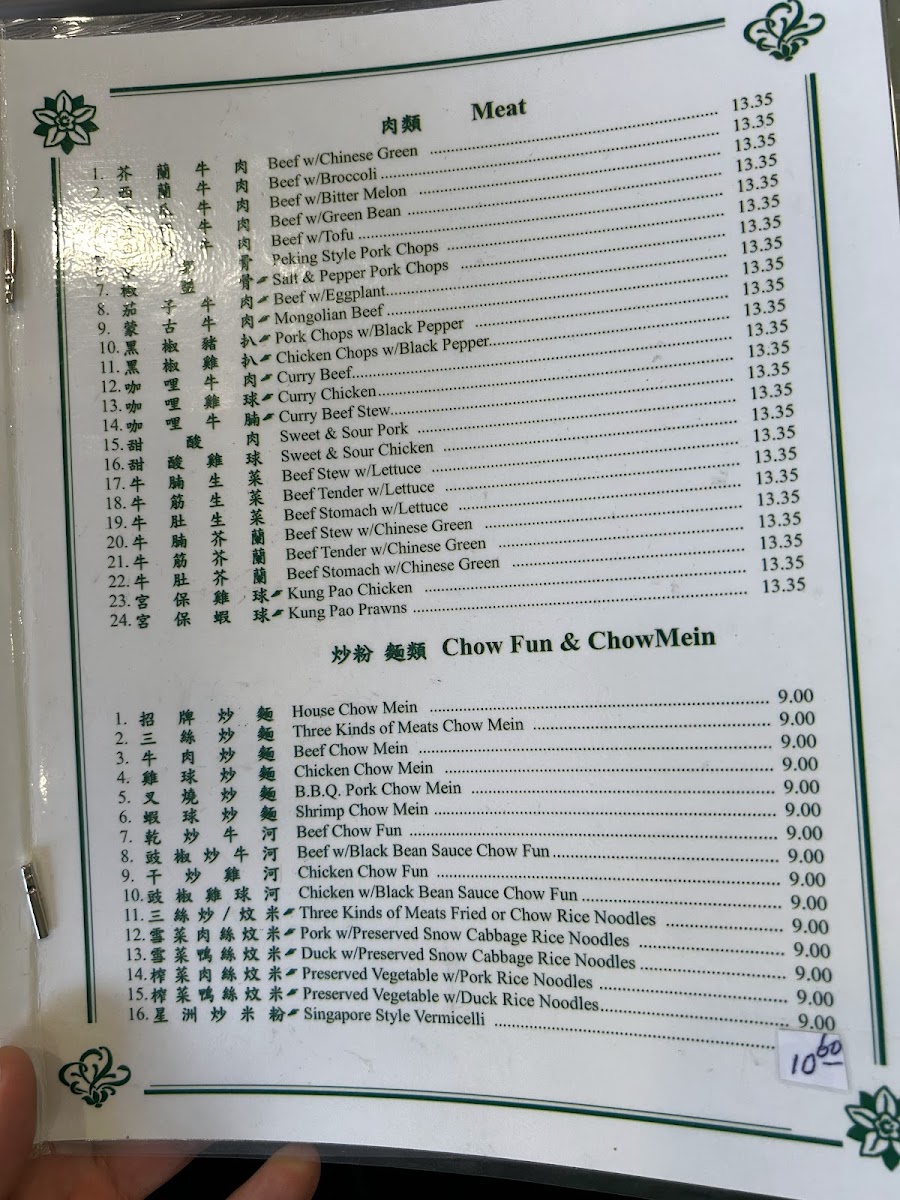 肉類 Meat
1. 芥蘭牛肉 Beef w/Chinese Green 13.35
2. 西蘭牛肉 Beef w/Broccoli 13.35
瓜牛肉 Beef w/Bitter Melon 13.35
牛肉 Beef w/Green Bean 13.35
牛肉 Beef w/Tofu 13.35
骨 Peking Style Pork Chops 13.35
7. 椒鹽骨 Salt & Pepper Pork Chops 13.35
8. 茄子牛肉 Beef w/Eggplant 13.35
9. 蒙古牛肉 Mongolian Beef 13.35
10. 黑椒豬扒 Pork Chops w/Black Pepper 13.35
11. 黑椒雞扒 Chicken Chops w/Black Pepper 13.35
12. 咖哩牛肉 Curry Beef 13.35
13. 咖哩雞球 Curry Chicken 13.35
14. 咖哩牛腩 Curry Beef Stew 13.35
15. 甜酸肉 Sweet & Sour Pork 13.35
16. 甜酸雞球 Sweet & Sour Chicken 13.35
17. 牛腩生菜 Beef Stew w/Lettuce 13.35
18. 牛筋生菜 Beef Tender w/Lettuce 13.35
19. 牛肚生菜 Beef Stomach w/Lettuce 13.35
20. 牛腩芥蘭 Beef Stew w/Chinese Green 13.35
21. 牛筋芥蘭 Beef Tender w/Chinese Green 13.35
22. 牛肚芥蘭 Beef Stomach w/Chinese Green 13.35
23. 宮保雞球 Kung Pao Chicken 13.35
24. 宮保蝦球 Kung Pao Prawns 13.35
炒粉 麵類 Chow Fun & ChowMein
1. 招牌炒麵 House Chow Mein 9.00
2. 三絲炒麵 Three Kinds of Meats Chow Mein 9.00
3. 牛肉炒麵 Beef Chow Mein 9.00
4. 雞球炒麵 Chicken Chow Mein 9.00
5. 叉燒炒麵 B.B.Q. Pork Chow Mein 9.00
6. 蝦球炒麵 Shrimp Chow Mein 9.00
7. 乾炒牛河 Beef Chow Fun 9.00
8. 豉椒炒牛河 Beef w/Black Bean Sauce Chow Fun 9.00
9. 干炒雞河 Chicken Chow Fun 9.00
10. 豉椒雞球河 Chicken w/Black Bean Sauce Chow Fun 9.00
11. 三絲炒/炆米 Three Kinds of Meats Fried or Chow Rice Noodles 9.00
12. 雪菜肉絲炆米 Pork w/Preserved Snow Cabbage Rice Noodles 9.00
13. 雪菜鴨絲炆米 Duck w/Preserved Snow Cabbage Rice Noodles 9.00
14. 榨菜肉絲炆米 Preserved Vegetable w/Pork Rice Noodles 9.00
15. 榨菜鴨絲炆米 Preserved Vegetable w/Duck Rice Noodles 9.00
16. 星洲炒米粉 Singapore Style Vermicelli 10.60